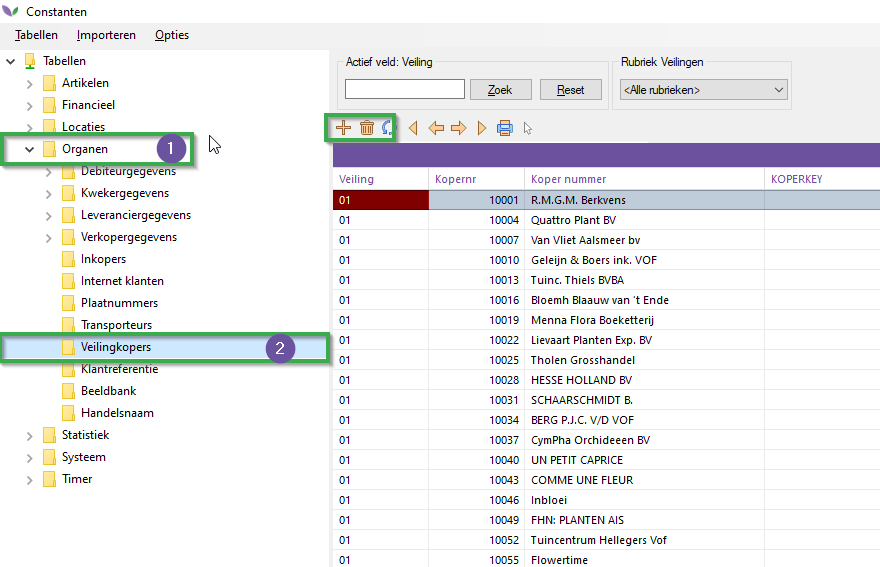 Constanten
Tabellen Importeren Opties
Tabellen
Artikelen
Financieel
Locaties
Organen 1
Debiteurgegevens
Kwekergegevens
Leveranciergegevens
Verkopergegevens
Inkopers
Internet klanten
Plaatnummers
Transporteurs
Veilingkopers 2
Klantreferentie
Beeldbank
Handelsnaam
Statistiek
Systeem
Timer
Actief veld: Veiling
Zoek Reset
Rubriek Veilingen
<Alle rubrieken>
Veiling Kopernr Koper nummer KOPERKEY
01 10001 R.M.G.M. Berkvens
01 10004 Quattro Plant BV
01 10007 Van Vliet Aalsmeer bv
01 10010 Geleijn & Boers ink. VOF
01 10013 Tuinc. Thiels BVBA
01 10016 Bloemh Blaauw van 't Ende
01 10019 Menna Flora Boeketterij
01 10022 Lievaart Planten Exp. BV
01 10025 Tholen Grosshandel
01 10028 HESSE HOLLAND BV
01 10031 SCHAARSCHMIDT B.
01 10034 BERG P.J.C. V/D VOF
01 10037 CymPha Orchideeen BV
01 10040 UN PETIT CAPRICE
01 10043 COMME UNE FLEUR
01 10046 Inbloei
01 10049 FHN: PLANTEN AIS
01 10052 Tuincentrum Hellegers Vof
01 10055 Flowertime